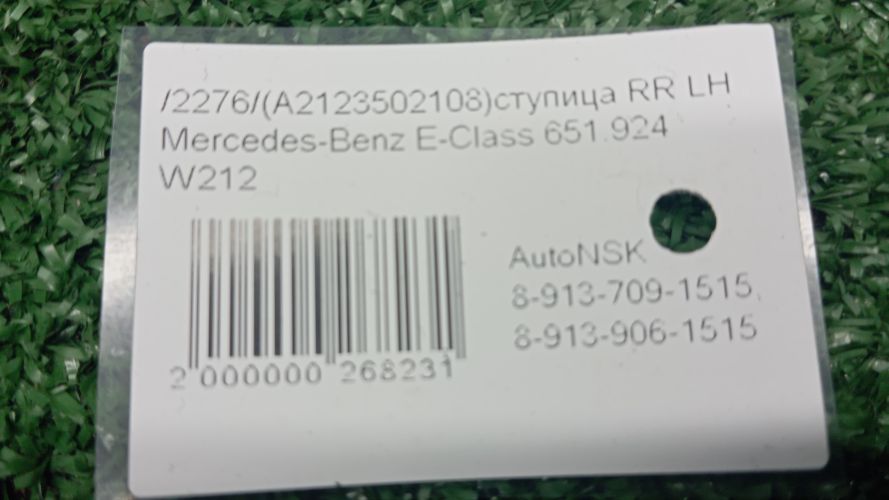 /2276/(A2123502108)ступица RR LH
Mercedes-Benz E-Class 651.924
W212
AutoNSK
8-913-709-1515,
8-913-906-1515
2 000000 268231